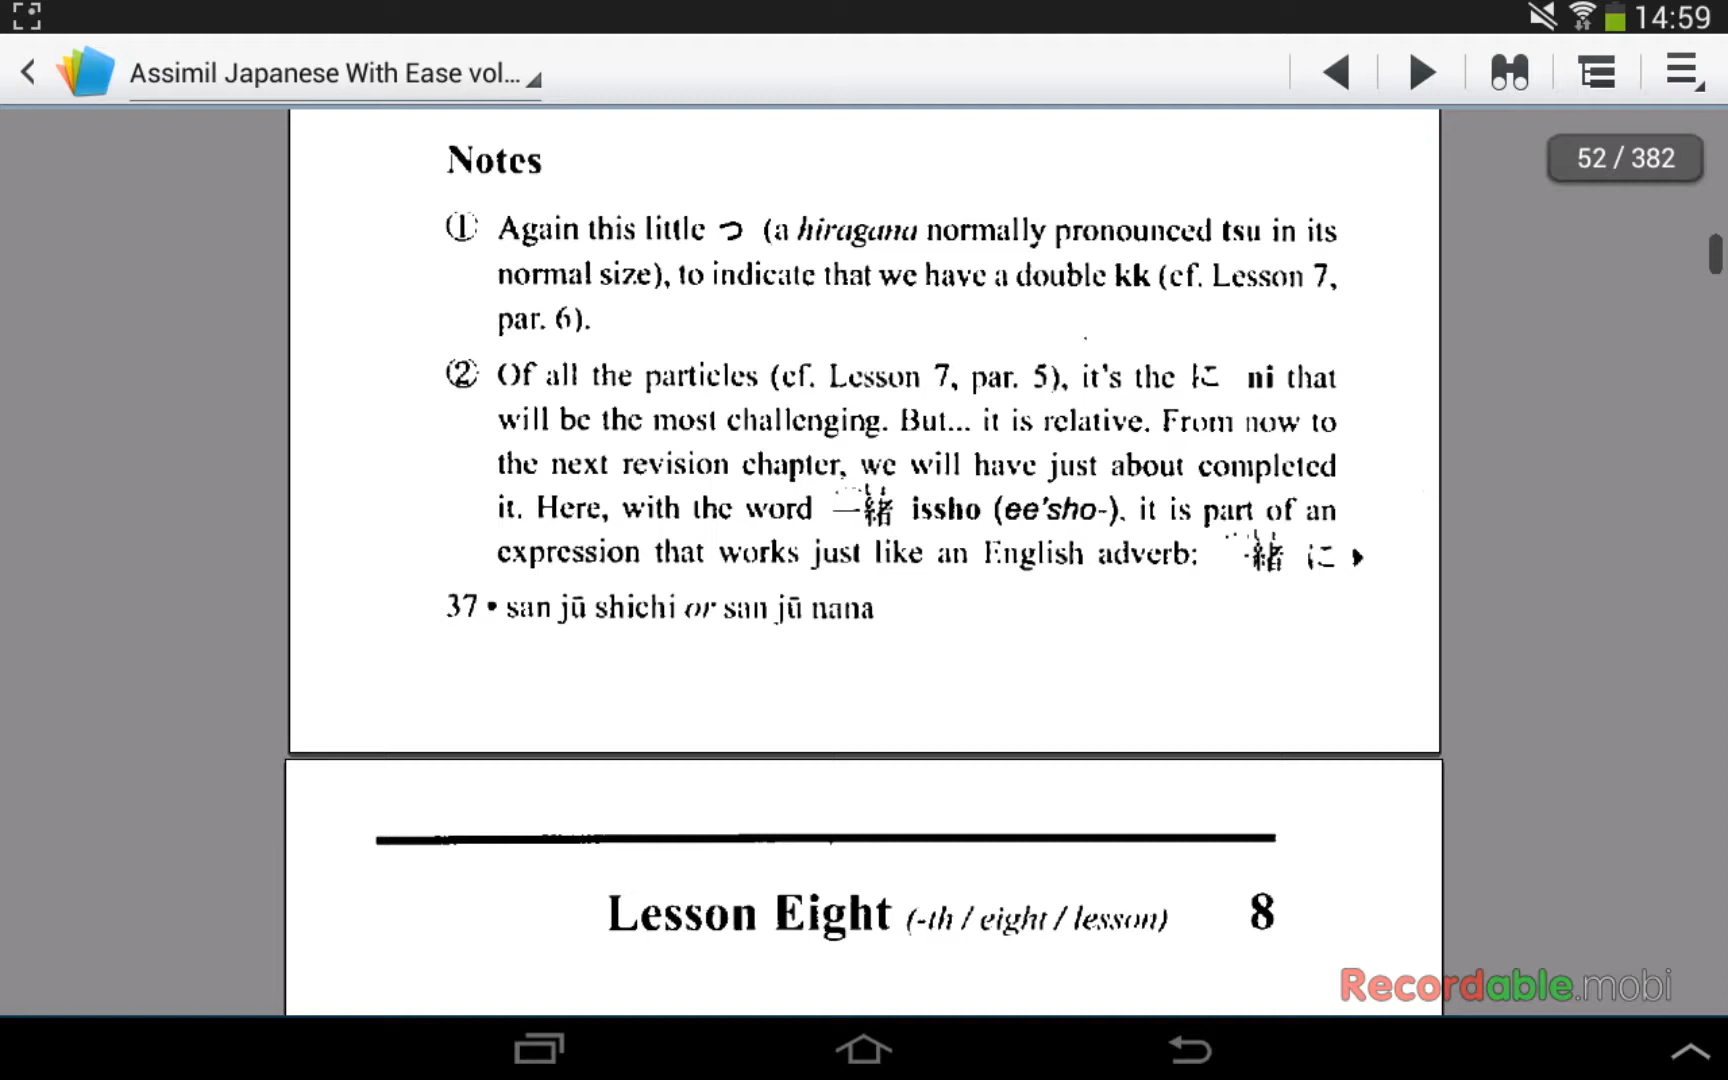 14:59
Assimil Japanese With Ease vol...
52 / 382
Notes
① Again this little つ (a hiragana normally pronounced tsu in its
normal size), to indicate that we have a double kk (cf. Lesson 7,
par. 6).
② Of all the particles (cf. Lesson 7, par. 5), it's the に ni that
will be the most challenging. But... it is relative. From now to
the next revision chapter, we will have just about completed
it. Here, with the word 一緒 issho (ee'sho-), it is part of an
expression that works just like an English adverb: 一緒 に
37 • san jū shichi or san jū nana
Lesson Eight (-th / eight / lesson) 8
Recordable.mobi